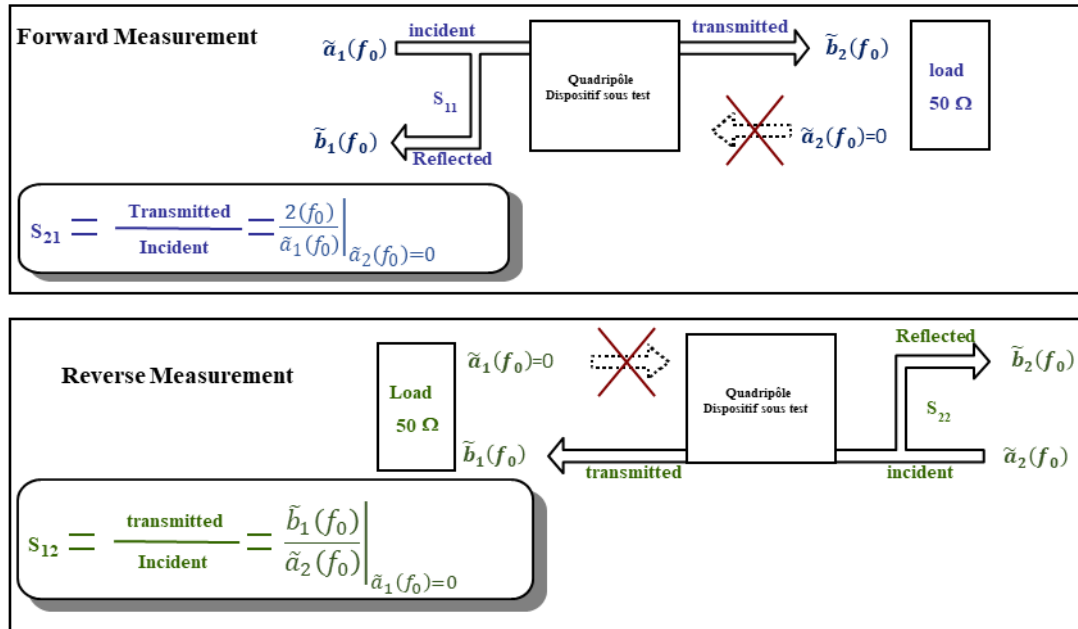 Forward Measurement
ã₁(f₀)
incident
transmitted
b̃₂(f₀)
Quadripôle
Dispositif sous test
load
50 Ω
S₁₁
b̃₁(f₀)
Reflected
ã₂(f₀)=0
S₂₁ = Transmitted / Incident = 2(f₀) / ã₁(f₀) |ã₂(f₀)=0
Reverse Measurement
Load
50 Ω
ã₁(f₀)=0
Quadripôle
Dispositif sous test
Reflected
b̃₂(f₀)
S₂₂
b̃₁(f₀)
transmitted
incident
ã₂(f₀)
S₁₂ = transmitted / Incident = b̃₁(f₀) / ã₂(f₀) |ã₁(f₀)=0